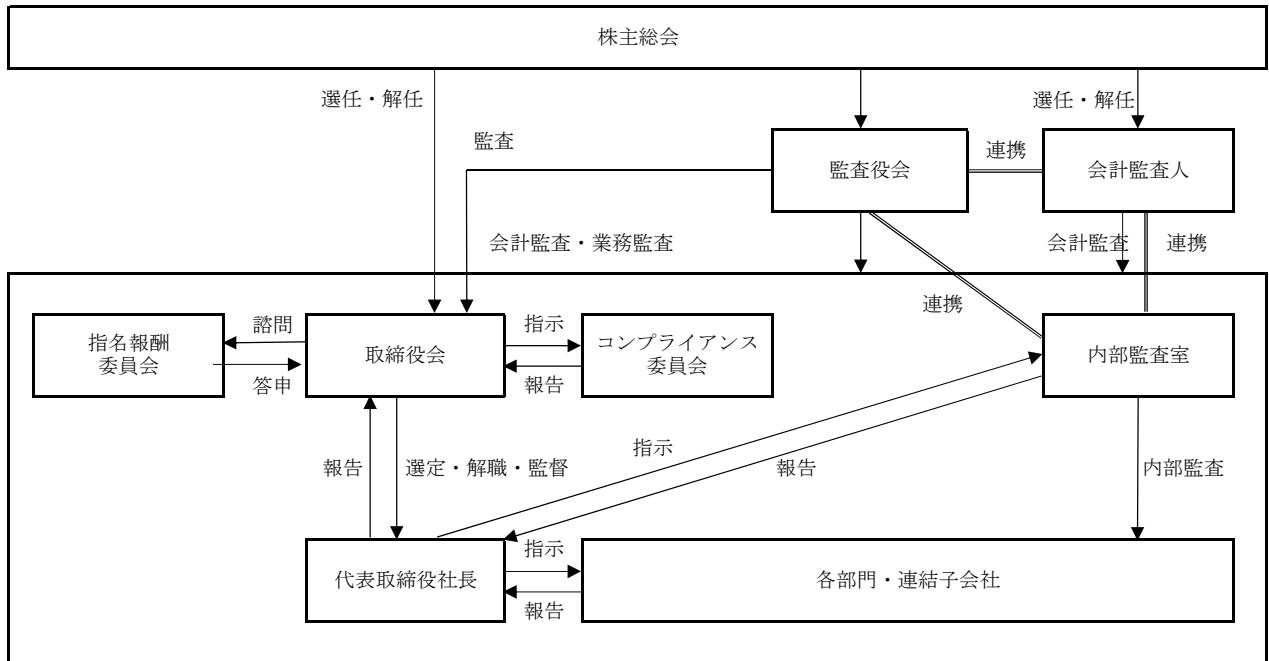 株主総会
選任・解任
選任・解任
監査
監査役会
連携
会計監査人
会計監査・業務監査
会計監査
連携
連携
指名報酬
委員会
諮問
答申
取締役会
指示
報告
コンプライアンス
委員会
内部監査室
報告
選定・解職・監督
指示
報告
内部監査
代表取締役社長
指示
報告
各部門・連結子会社